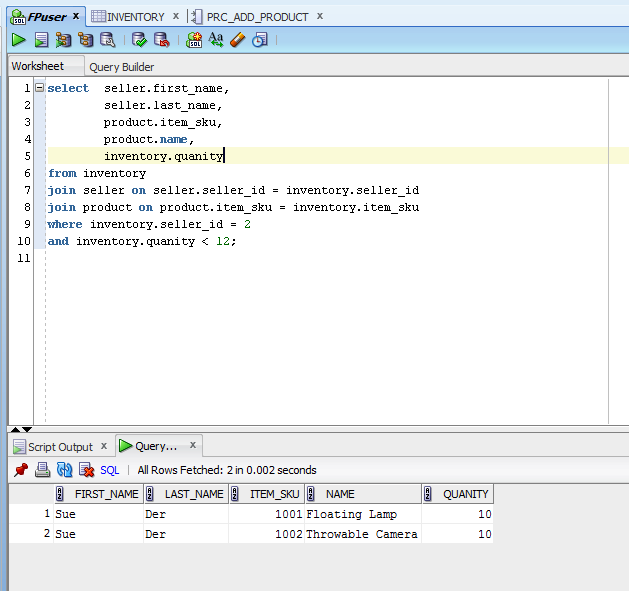 FPuser x INVENTORY x PRC_ADD_PRODUCT x
SQL Aa
Worksheet Query Builder
1 select seller.first_name,
2 seller.last_name,
3 product.item_sku,
4 product.name,
5 inventory.quanity
6 from inventory
7 join seller on seller.seller_id = inventory.seller_id
8 join product on product.item_sku = inventory.item_sku
9 where inventory.seller_id = 2
10 and inventory.quanity < 12;
11
Script Output x Query... x
SQL | All Rows Fetched: 2 in 0.002 seconds
FIRST_NAME LAST_NAME ITEM_SKU NAME QUANITY
1 Sue Der 1001 Floating Lamp 10
2 Sue Der 1002 Throwable Camera 10